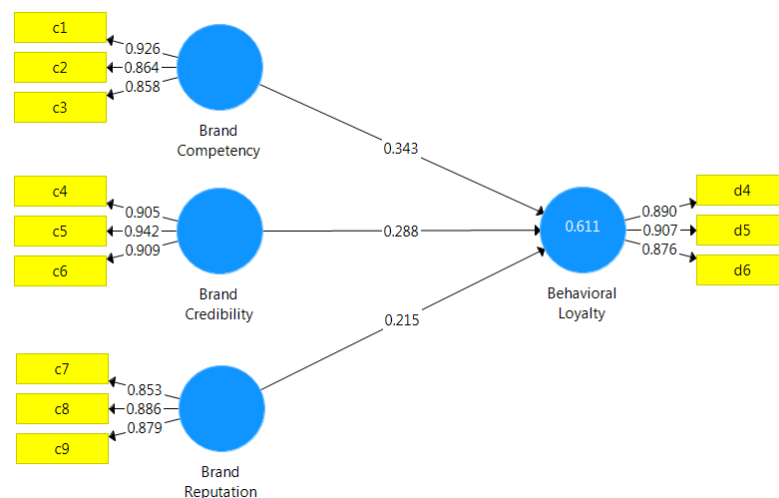 c1
0.926
c2
0.864
c3
0.858
Brand
Competency
0.343
c4
0.905
c5
0.942
c6
0.909
Brand
Credibility
0.288
c7
0.853
c8
0.886
c9
0.879
Brand
Reputation
0.215
0.611
Behavioral
Loyalty
0.890
d4
0.907
d5
0.876
d6